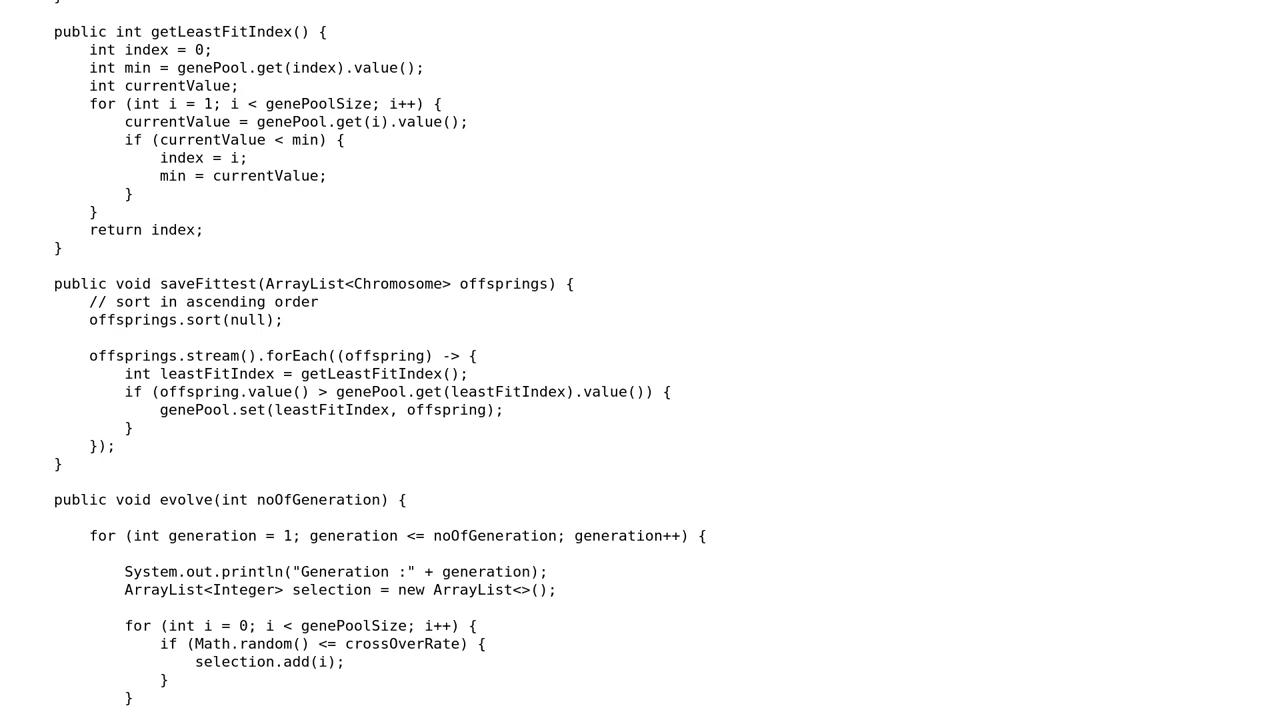 }
public int getLeastFitIndex() {
int index = 0;
int min = genePool.get(index).value();
int currentValue;
for (int i = 1; i < genePoolSize; i++) {
currentValue = genePool.get(i).value();
if (currentValue < min) {
index = i;
min = currentValue;
}
}
return index;
}
public void saveFittest(ArrayList<Chromosome> offsprings) {
// sort in ascending order
offsprings.sort(null);
offsprings.stream().forEach((offspring) -> {
int leastFitIndex = getLeastFitIndex();
if (offspring.value() > genePool.get(leastFitIndex).value()) {
genePool.set(leastFitIndex, offspring);
}
});
}
public void evolve(int noOfGeneration) {
for (int generation = 1; generation <= noOfGeneration; generation++) {
System.out.println("Generation :" + generation);
ArrayList<Integer> selection = new ArrayList<>();
for (int i = 0; i < genePoolSize; i++) {
if (Math.random() <= crossOverRate) {
selection.add(i);
}
}